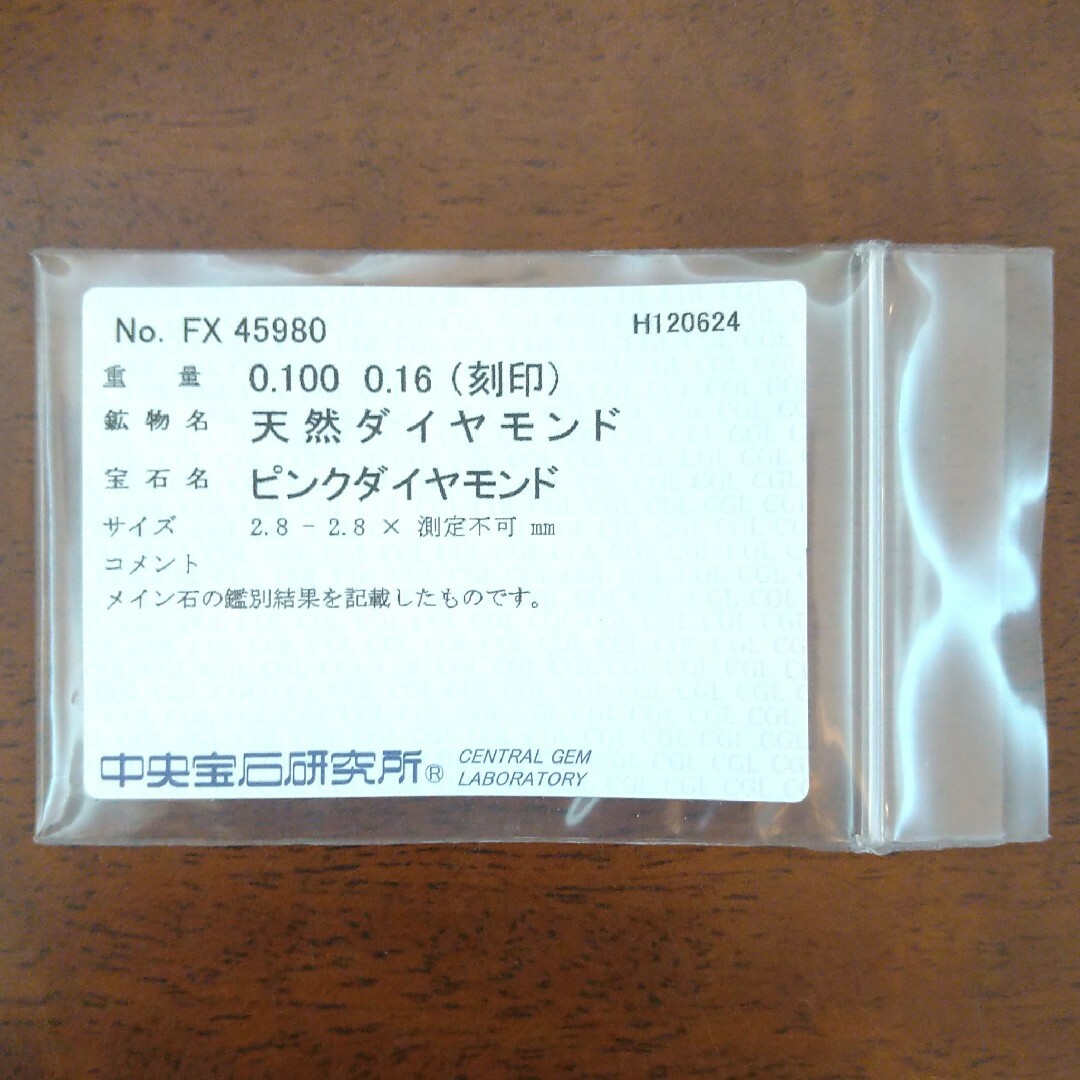 No. FX 45980 H120624
重 量 0.100 0.16 (刻印)
鉱物名 天然ダイヤモンド
宝石名 ピンクダイヤモンド
サイズ 2.8 - 2.8 × 測定不可 mm
コメント
メイン石の鑑別結果を記載したものです。
中央宝石研究所® CENTRAL GEM
LABORATORY